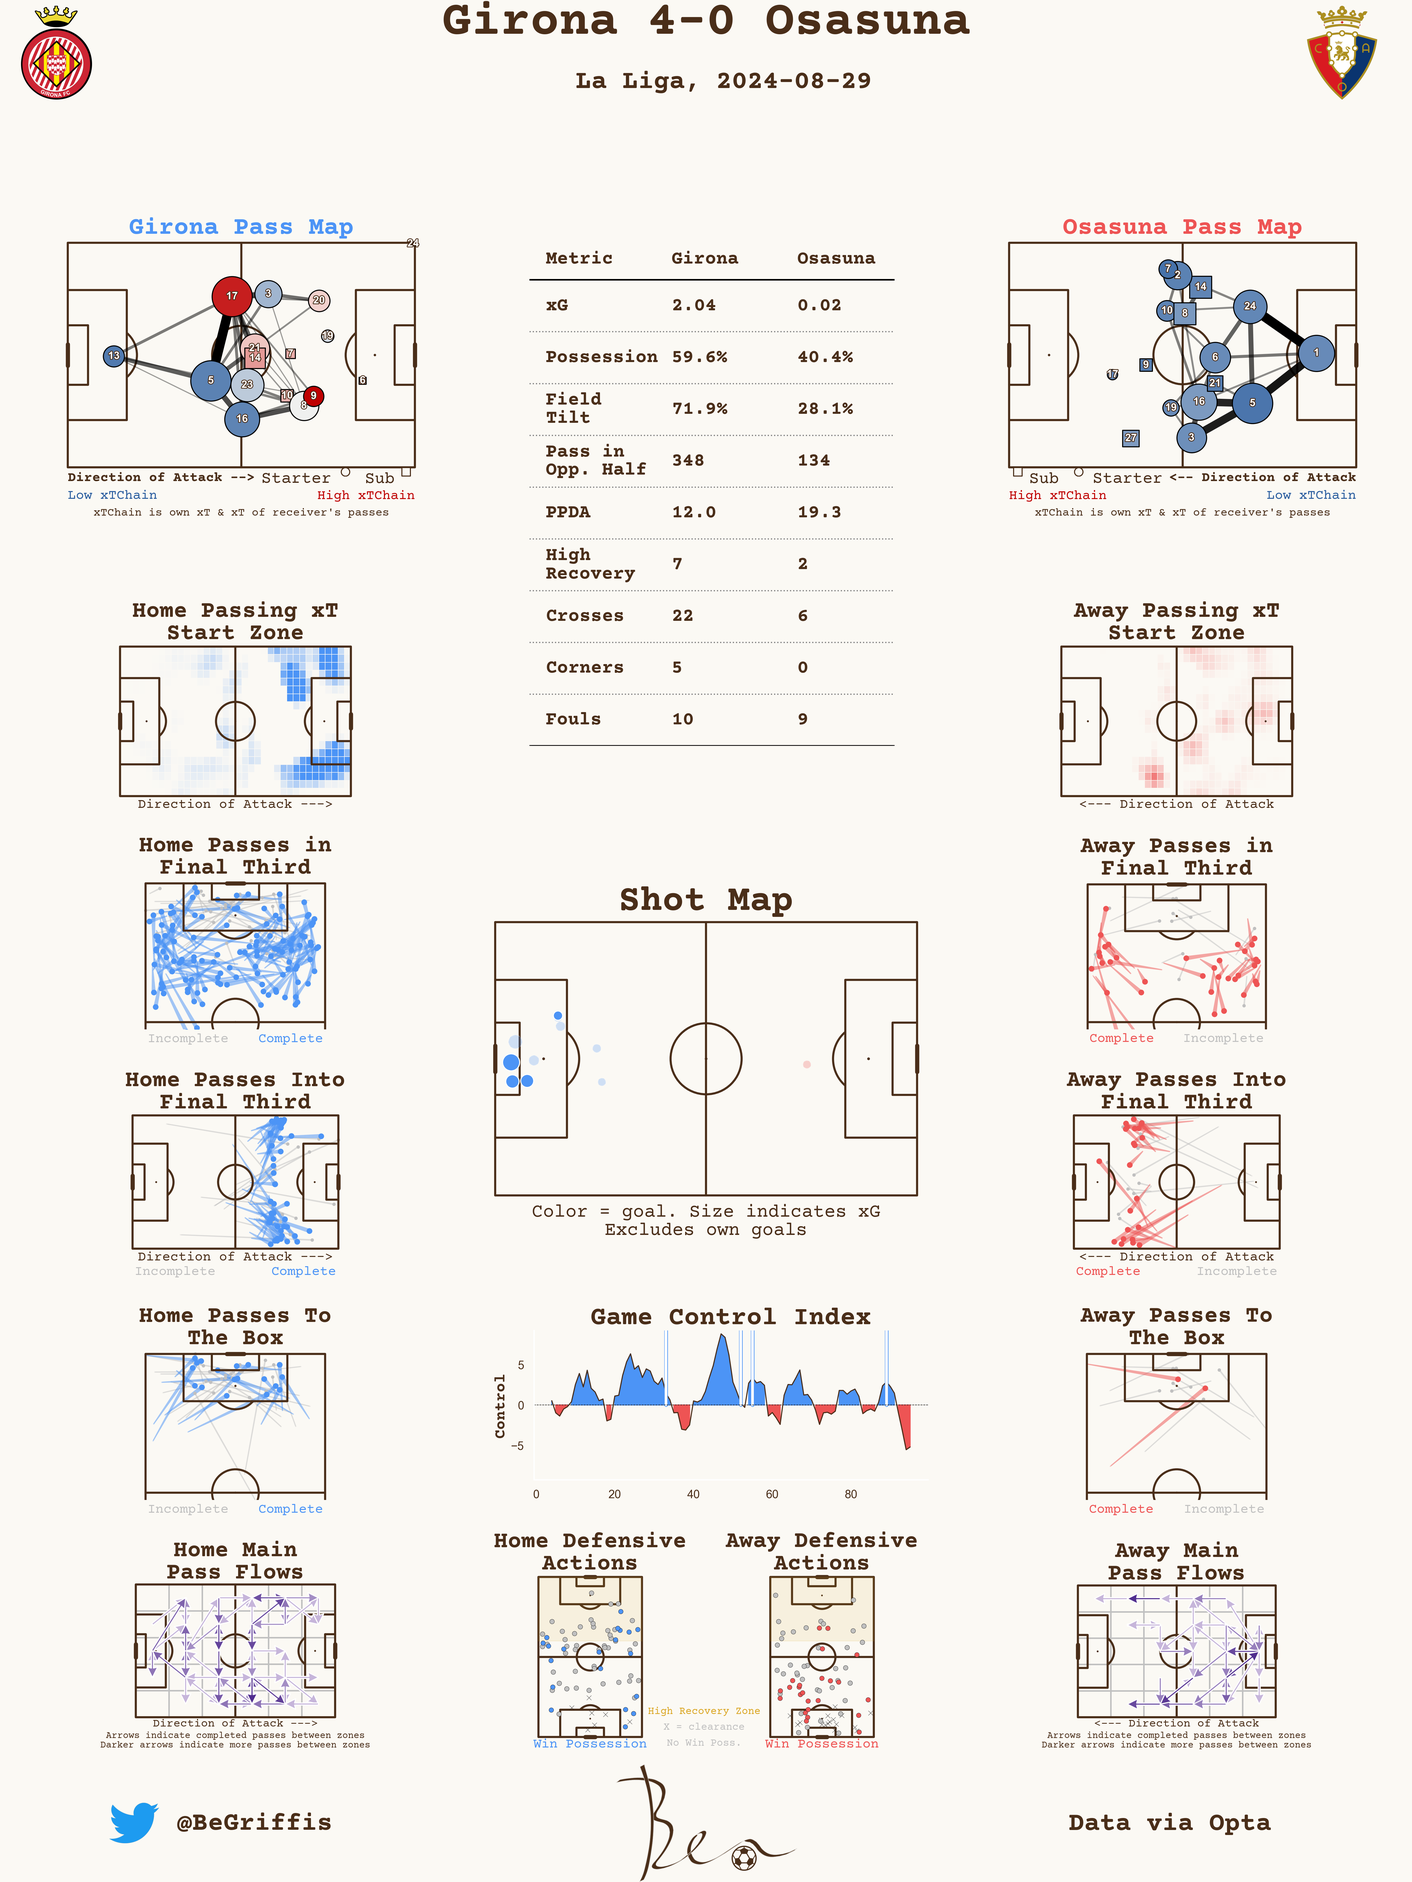 Girona 4-0 Osasuna
La Liga, 2024-08-29
GIRONA FC
C A
O
Girona Pass Map
24
17
3
20
19
21
14
7
13
5
23
6
10
8
9
16
Direction of Attack --> Starter Sub
Low xTChain High xTChain
xTChain is own xT & xT of receiver's passes
Metric Girona Osasuna
xG 2.04 0.02
Possession 59.6% 40.4%
Field
Tilt 71.9% 28.1%
Pass in
Opp. Half 348 134
PPDA 12.0 19.3
High
Recovery 7 2
Crosses 22 6
Corners 5 0
Fouls 10 9
Osasuna Pass Map
7
2
14
10
8
24
6
1
9
17
21
19
16
5
27
3
Sub Starter <-- Direction of Attack
High xTChain Low xTChain
xTChain is own xT & xT of receiver's passes
Home Passing xT
Start Zone
Direction of Attack --->
Away Passing xT
Start Zone
<--- Direction of Attack
Home Passes in
Final Third
Incomplete Complete
Shot Map
Color = goal. Size indicates xG
Excludes own goals
Away Passes in
Final Third
Complete Incomplete
Home Passes Into
Final Third
Direction of Attack --->
Incomplete Complete
Away Passes Into
Final Third
<--- Direction of Attack
Complete Incomplete
Home Passes To
The Box
Incomplete Complete
Game Control Index
Control
5
0
−5
0 20 40 60 80
Away Passes To
The Box
Complete Incomplete
Home Main
Pass Flows
Direction of Attack --->
Arrows indicate completed passes between zones
Darker arrows indicate more passes between zones
Home Defensive
Actions
Win Possession
Away Defensive
Actions
Win Possession
High Recovery Zone
X = clearance
No Win Poss.
Away Main
Pass Flows
<--- Direction of Attack
Arrows indicate completed passes between zones
Darker arrows indicate more passes between zones
@BeGriffis
Ben
Data via Opta